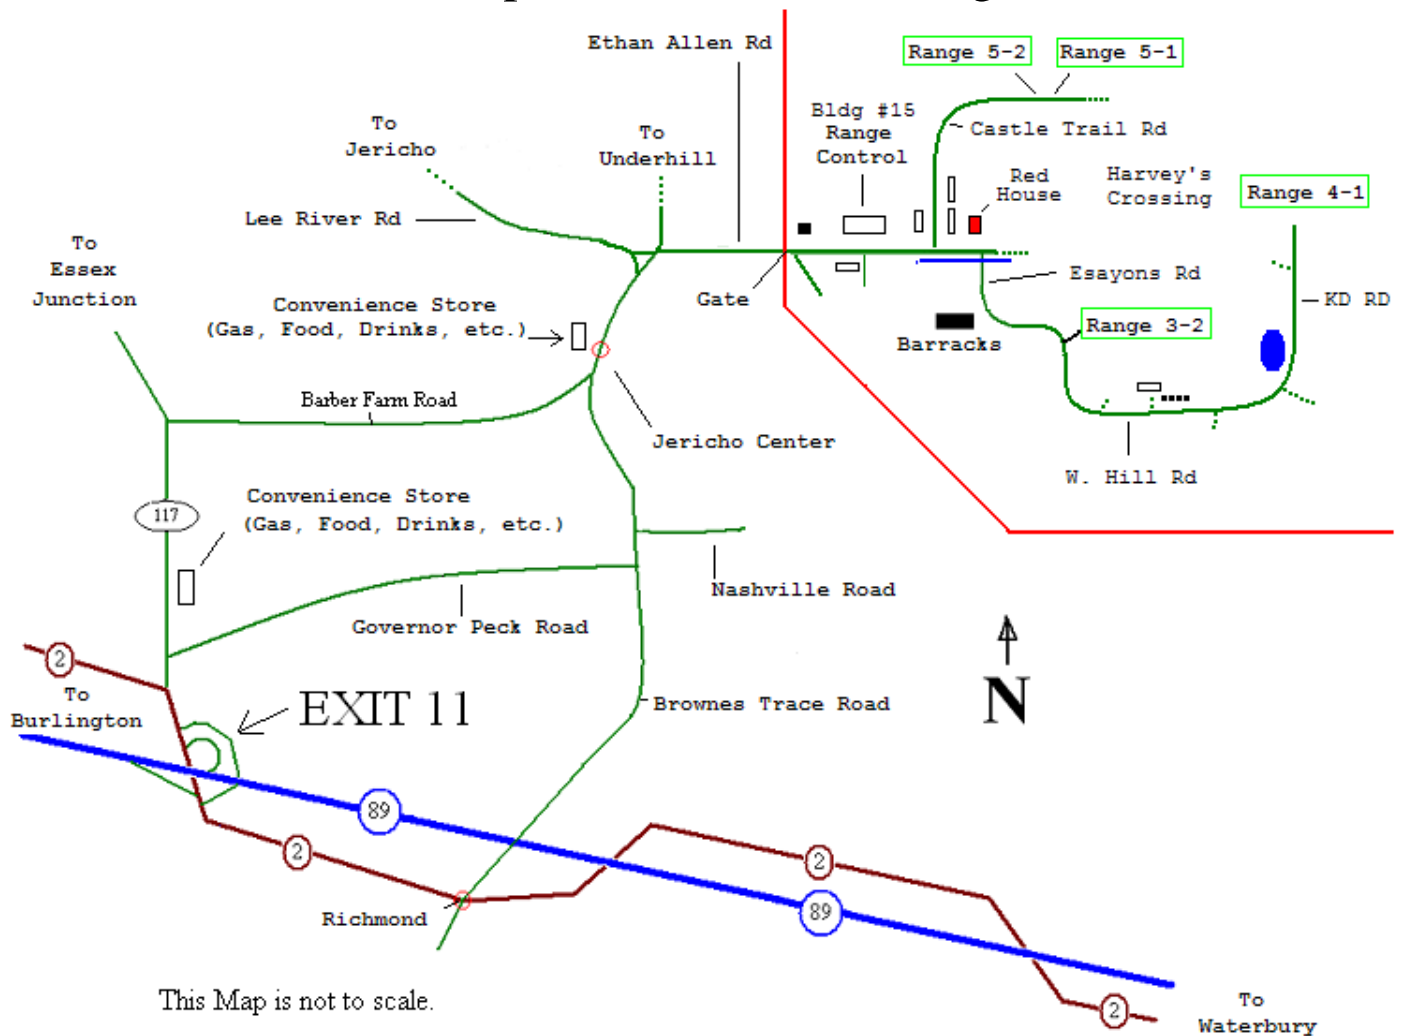 Ethan Allen Rd
Range 5-2
Range 5-1
Bldg #15
Range
Control
Castle Trail Rd
To
Jericho
To
Underhill
Red
House
Harvey's
Crossing
Range 4-1
Lee River Rd
To
Essex
Junction
Esayons Rd
Gate
KD RD
Convenience Store
(Gas, Food, Drinks, etc.)
Range 3-2
Barracks
Barber Farm Road
Jericho Center
W. Hill Rd
Convenience Store
(Gas, Food, Drinks, etc.)
117
Nashville Road
Governor Peck Road
2
To
Burlington
EXIT 11
Brownes Trace Road
N
89
2
2
89
Richmond
This Map is not to scale.
2
To
Waterbury